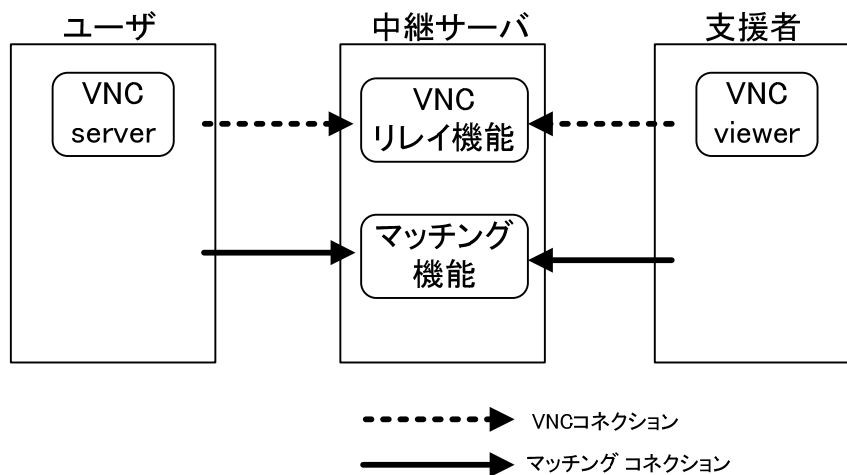 ユーザ
中継サーバ
支援者
VNC
server
VNC
リレイ機能
VNC
viewer
マッチング
機能
VNCコネクション
マッチング コネクション